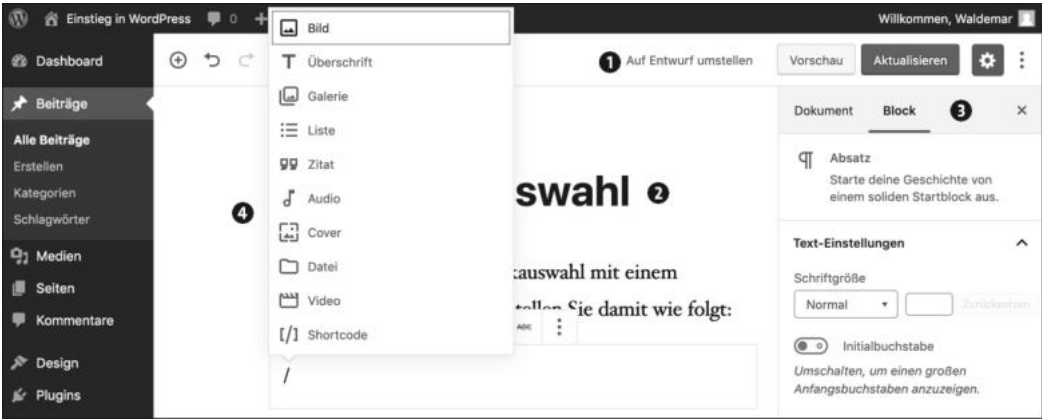 Einstieg in WordPress 0 + Willkommen, Waldemar
Dashboard
Beiträge
Alle Beiträge
Erstellen
Kategorien
Schlagwörter
Medien
Seiten
Kommentare
Design
Plugins
Bild
Überschrift
Galerie
Liste
Zitat
Audio
Cover
Datei
Video
Shortcode
4
1 Auf Entwurf umstellen Vorschau Aktualisieren
swahl 2
kauswahl mit einem
Sie damit wie folgt:
ABC
/
Dokument Block 3 ×
Absatz
Starte deine Geschichte von
einem soliden Startblock aus.
Text-Einstellungen
Schriftgröße
Normal Zurücksetzen
Initialbuchstabe
Umschalten, um einen großen
Anfangsbuchstaben anzuzeigen.